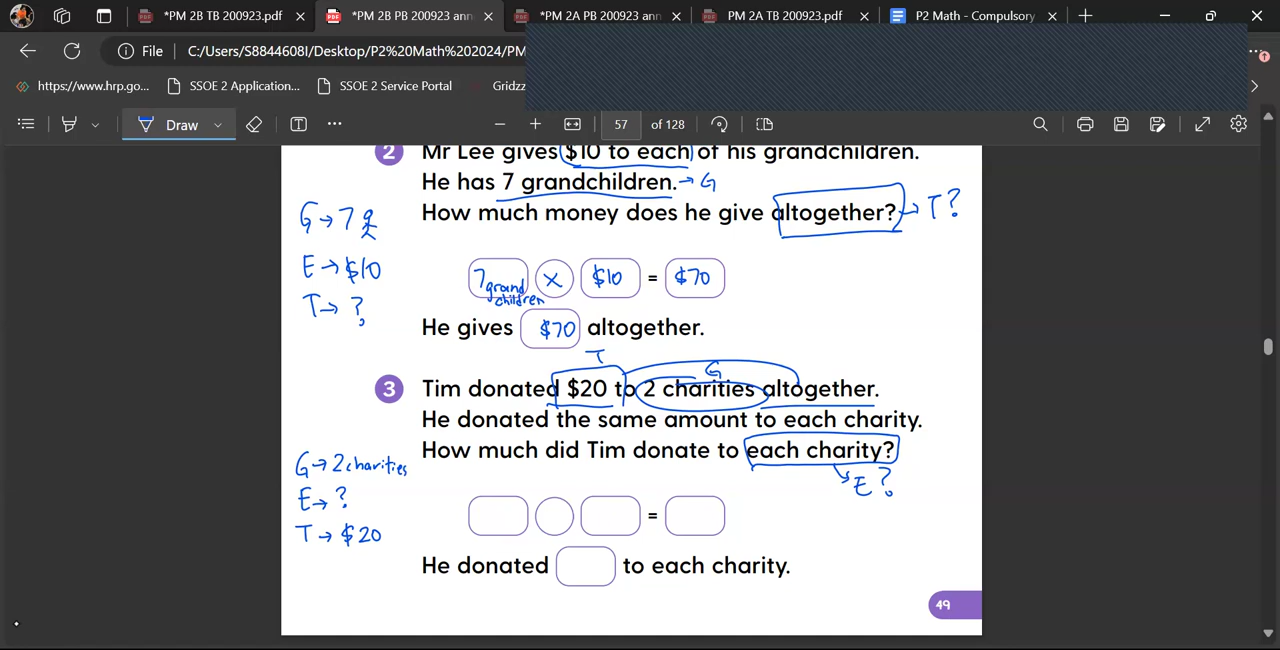 *PM 2B TB 200923.pdf
*PM 2B PB 200923 ann
*PM 2A PB 200923 ann
PM 2A TB 200923.pdf
P2 Math - Compulsory
File
C:/Users/S8844608I/Desktop/P2%20Math%202024/PM
https://www.hrp.go...
SSOE 2 Application...
SSOE 2 Service Portal
Gridzz
Draw
57 of 128
2 Mr Lee gives $10 to each of his grandchildren.
He has 7 grandchildren. → G
How much money does he give altogether? → T?
G → 7
E → $10
T → ?
7 grand children × $10 = $70
He gives $70 altogether.
T
G
3 Tim donated $20 to 2 charities altogether.
He donated the same amount to each charity.
How much did Tim donate to each charity?
E?
G → 2 charities
E → ?
T → $20
=
He donated to each charity.
49